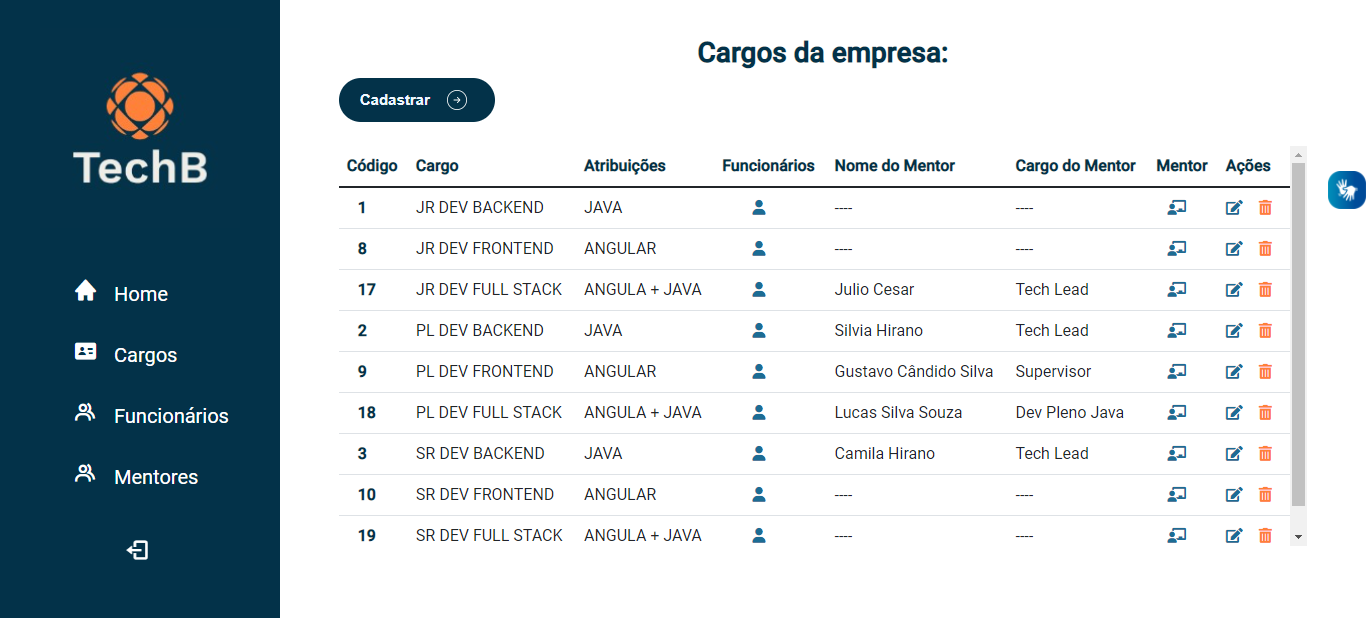 TechB
Home
Cargos
Funcionários
Mentores
Cargos da empresa:
Cadastrar
Código Cargo Atribuições Funcionários Nome do Mentor Cargo do Mentor Mentor Ações
1 JR DEV BACKEND JAVA ---- ----
8 JR DEV FRONTEND ANGULAR ---- ----
17 JR DEV FULL STACK ANGULA + JAVA Julio Cesar Tech Lead
2 PL DEV BACKEND JAVA Silvia Hirano Tech Lead
9 PL DEV FRONTEND ANGULAR Gustavo Cândido Silva Supervisor
18 PL DEV FULL STACK ANGULA + JAVA Lucas Silva Souza Dev Pleno Java
3 SR DEV BACKEND JAVA Camila Hirano Tech Lead
10 SR DEV FRONTEND ANGULAR ---- ----
19 SR DEV FULL STACK ANGULA + JAVA ---- ----